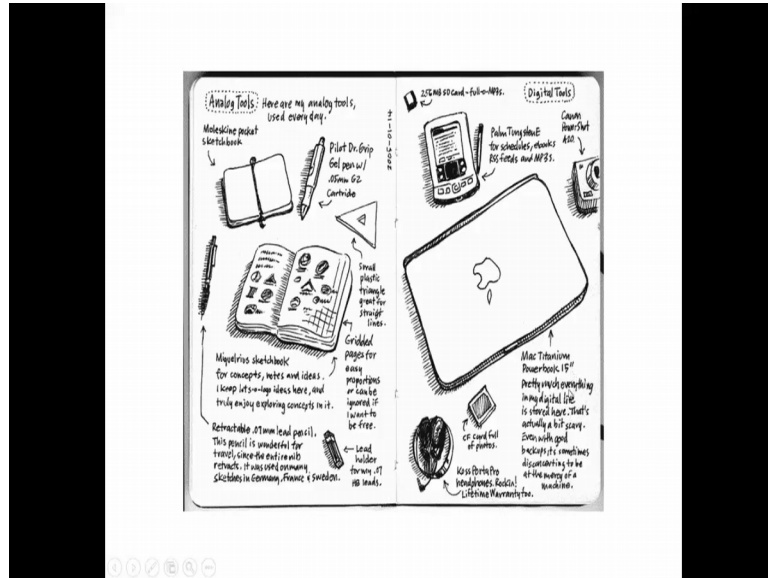 Analog Tools
Here are my analog tools,
used every day.
Moleskine pocket
sketchbook
Pilot Dr. Grip
Gel pen w/
.05mm G2
Cartride
Small
plastic
triangle
great for
straight
lines.
Miquelrius sketchbook
for concepts, notes and ideas.
I keep lots-o-logo ideas here, and
truly enjoy exploring concepts in it.
Gridded
pages for
easy
proportions
or can be
ignored if
I want to
be free.
Retractable .07mm lead pencil.
This pencil is wonderful for
travel, since the entire nib
retracts. It was used on many
sketches in Germany, France & Sweden.
Lead
holder
for my .07
HB leads.
Digital Tools
256 MB SD card - full-o-MP3s.
Palm Tungsten E
for schedules, ebooks
RSS feeds and MP3s.
Canon
PowerShot
Mac Titanium
Powerbook 15"
Pretty much everything
in my digital life
is stored here. That's
actually a bit scary.
Even with good
backups its sometimes
disconcerting to be
at the mercy of a
machine.
CF card full
of photos.
Koss Porta Pro
headphones. Rockin!
Lifetime Warranty too.